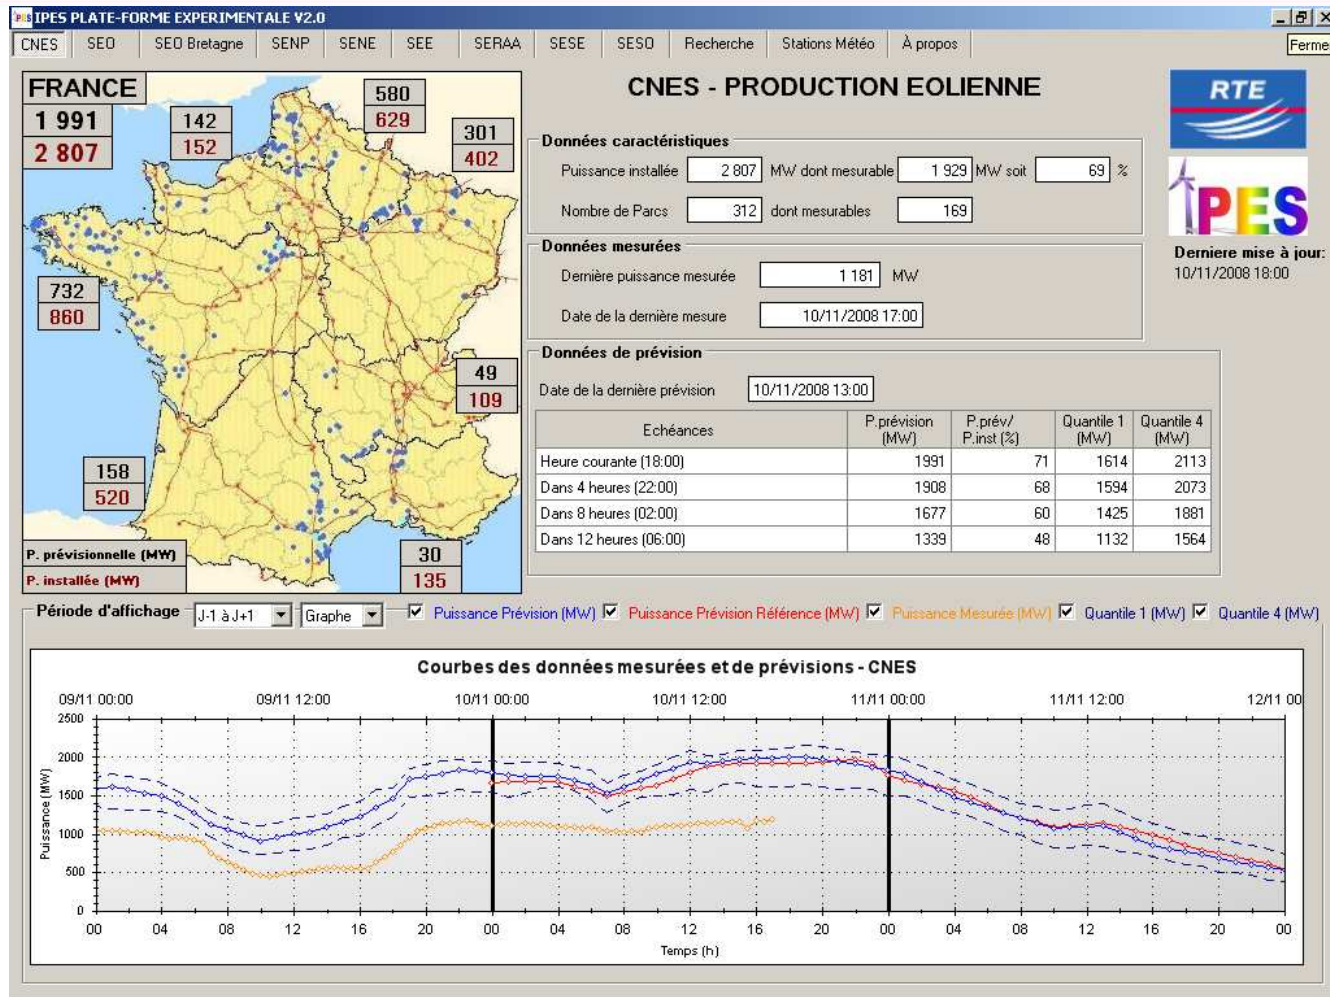 IPES PLATE-FORME EXPERIMENTALE V2.0
CNES SEO SEO Bretagne SENP SENE SEE SERAA SESE SESO Recherche Stations Météo À propos Ferme
FRANCE
1 991
2 807
142
152
580
629
301
402
732
860
49
109
158
520
30
135
P. prévisionnelle (MW)
P. installée (MW)
CNES - PRODUCTION EOLIENNE
RTE
IPES
Derniere mise à jour:
10/11/2008 18:00
Données caractéristiques
Puissance installée 2 807 MW dont mesurable 1 929 MW soit 69 %
Nombre de Parcs 312 dont mesurables 169
Données mesurées
Dernière puissance mesurée 1 181 MW
Date de la dernière mesure 10/11/2008 17:00
Données de prévision
Date de la dernière prévision 10/11/2008 13:00
Echéances P.prévision (MW) P.prév/ P.inst (%) Quantile 1 (MW) Quantile 4 (MW)
Heure courante (18:00) 1991 71 1614 2113
Dans 4 heures (22:00) 1908 68 1594 2073
Dans 8 heures (02:00) 1677 60 1425 1881
Dans 12 heures (06:00) 1339 48 1132 1564
Période d'affichage J-1 à J+1 Graphe Puissance Prévision (MW) Puissance Prévision Référence (MW) Puissance Mesurée (MW) Quantile 1 (MW) Quantile 4 (MW)
Courbes des données mesurées et de prévisions - CNES
09/11 00:00 09/11 12:00 10/11 00:00 10/11 12:00 11/11 00:00 11/11 12:00 12/11 00
2500
2000
1500
1000
500
0
Puissance (MW)
00 04 08 12 16 20 00 04 08 12 16 20 00 04 08 12 16 20 00
Temps (h)